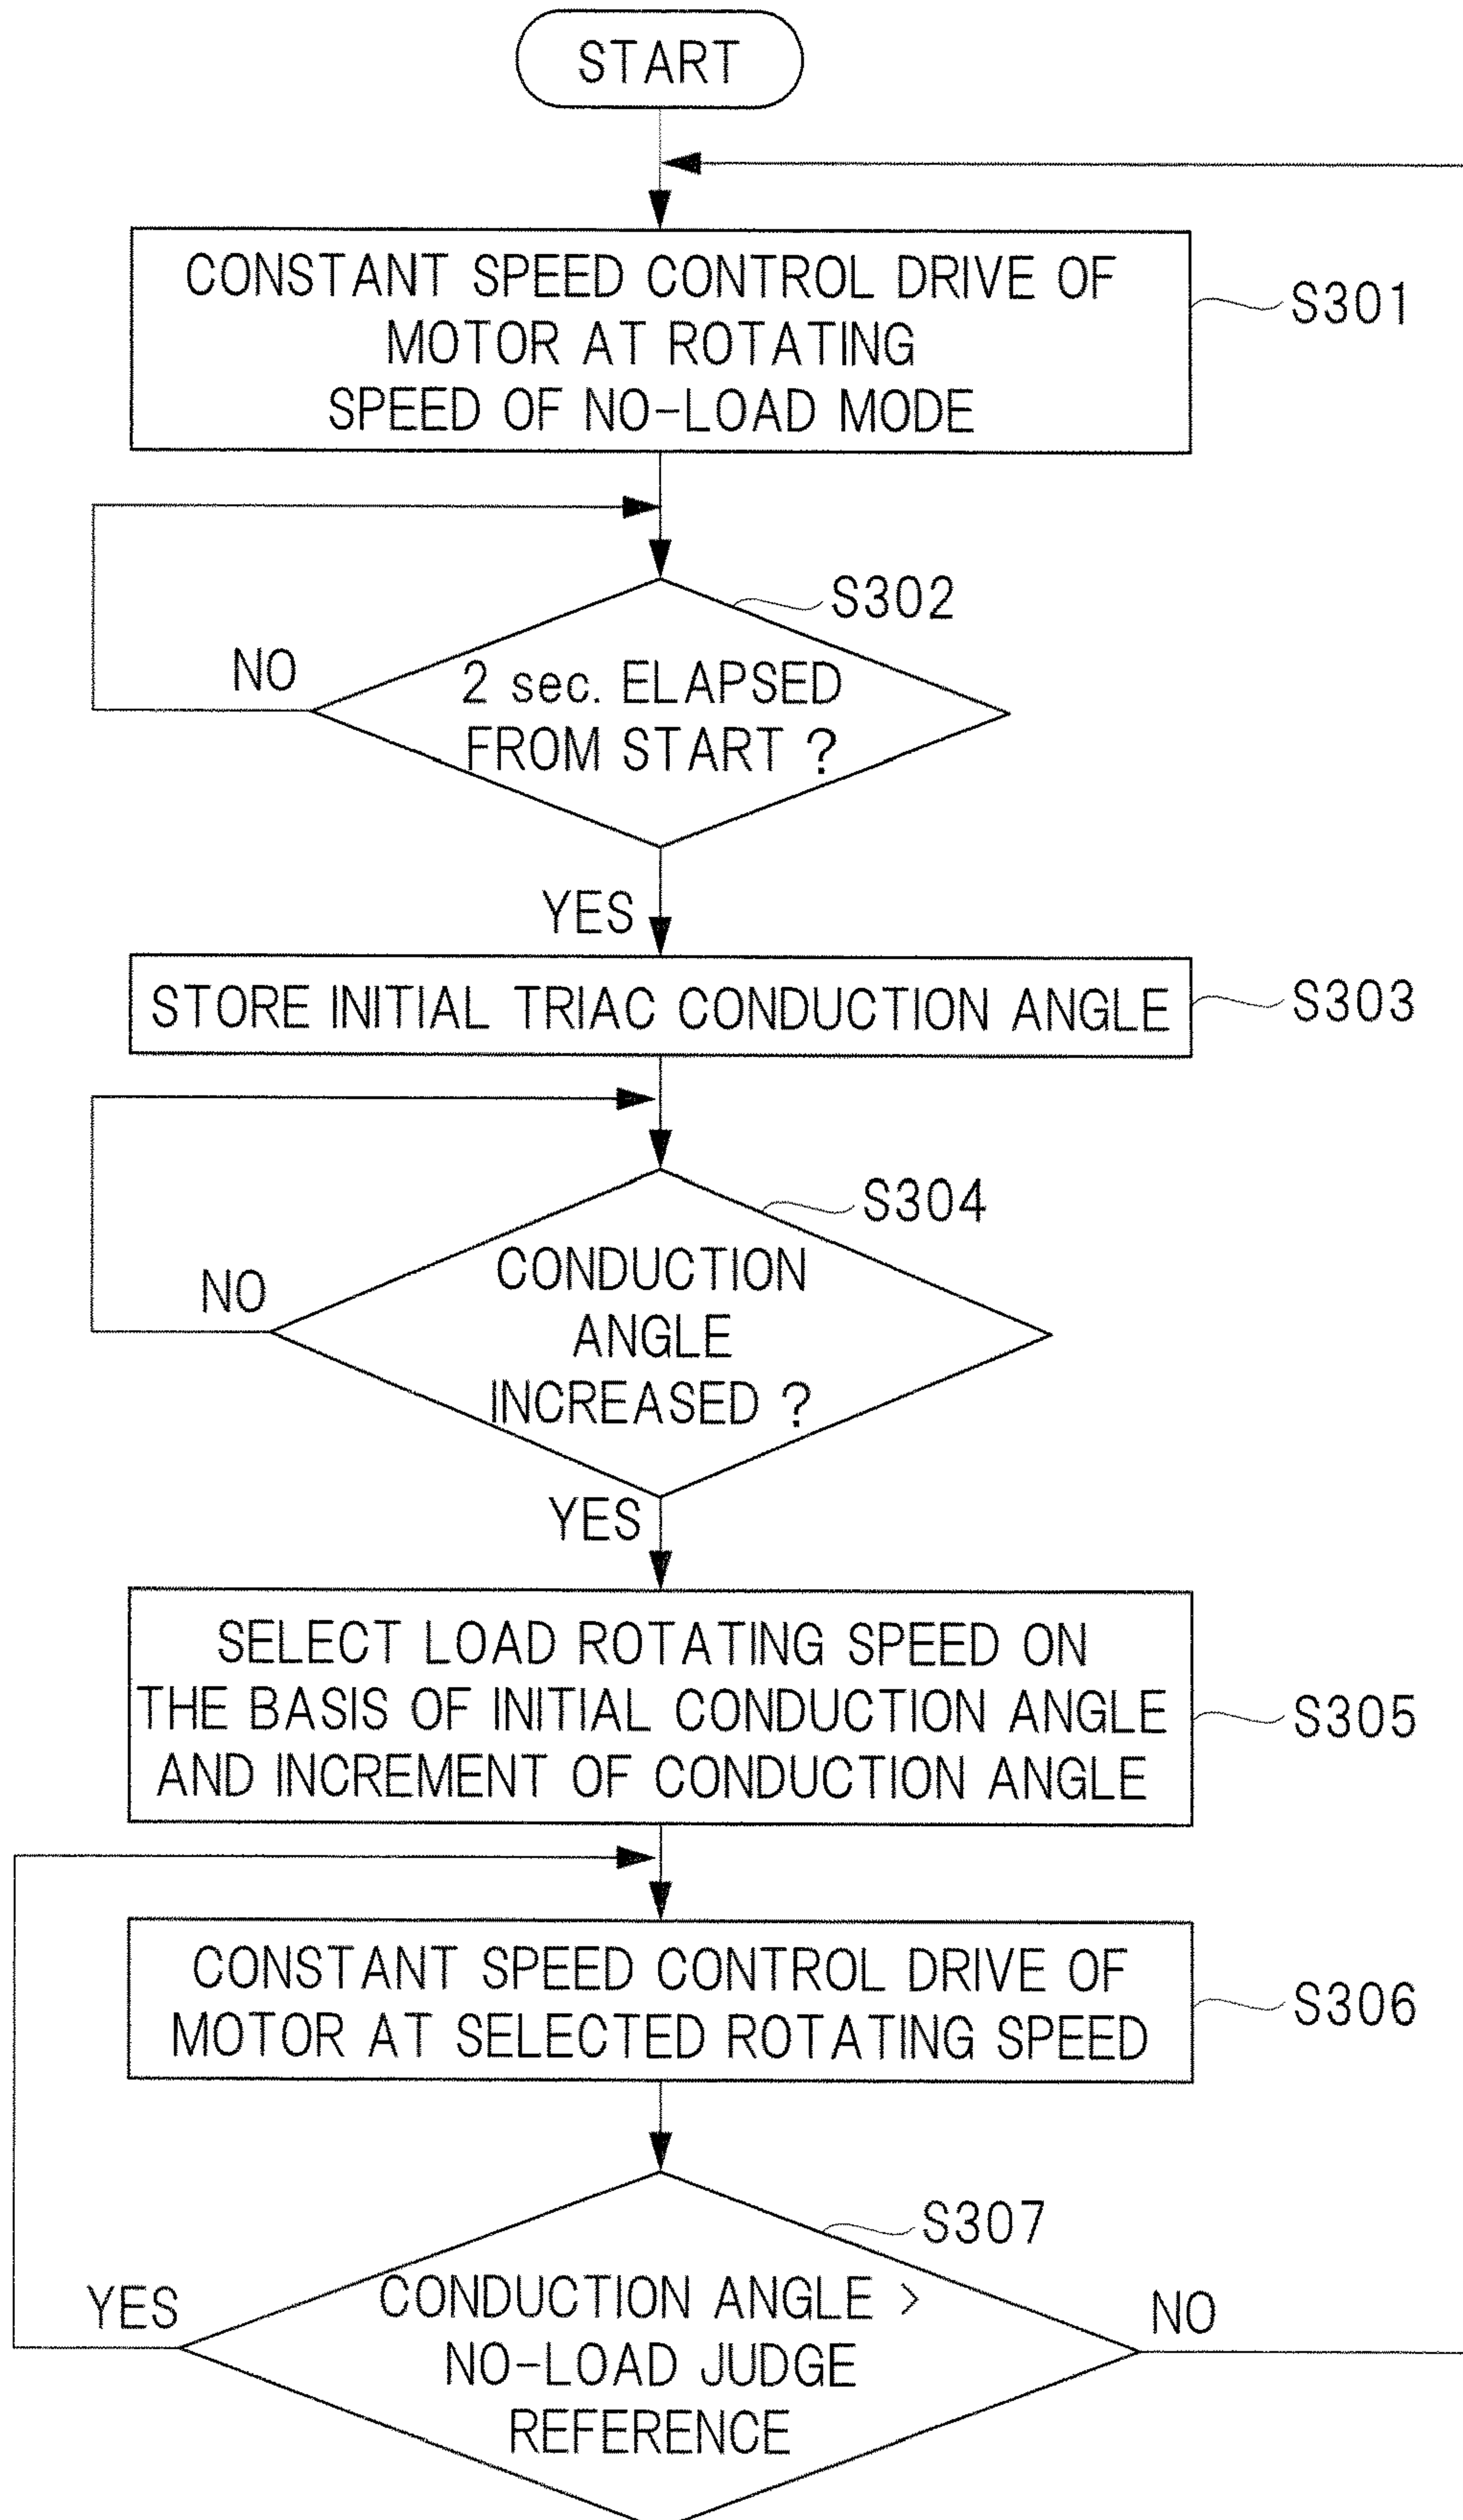 START
CONSTANT SPEED CONTROL DRIVE OF
MOTOR AT ROTATING
SPEED OF NO-LOAD MODE
S301
S302
NO
2 sec. ELAPSED
FROM START ?
YES
STORE INITIAL TRIAC CONDUCTION ANGLE
S303
S304
NO
CONDUCTION
ANGLE
INCREASED ?
YES
SELECT LOAD ROTATING SPEED ON
THE BASIS OF INITIAL CONDUCTION ANGLE
AND INCREMENT OF CONDUCTION ANGLE
S305
CONSTANT SPEED CONTROL DRIVE OF
MOTOR AT SELECTED ROTATING SPEED
S306
S307
YES
CONDUCTION ANGLE >
NO-LOAD JUDGE
REFERENCE
NO